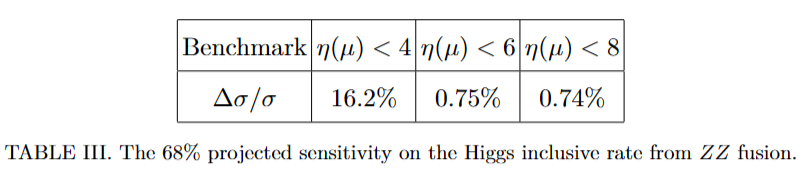 Benchmark η(μ) < 4 η(μ) < 6 η(μ) < 8
Δσ/σ 16.2% 0.75% 0.74%
TABLE III. The 68% projected sensitivity on the Higgs inclusive rate from ZZ fusion.